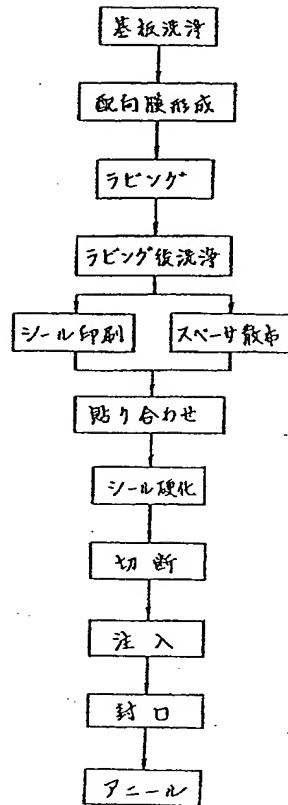 基板洗浄
配向膜形成
ラビング
ラビング後洗浄
シール印刷
スペーサ散布
貼り合わせ
シール硬化
切断
注入
封口
アニール